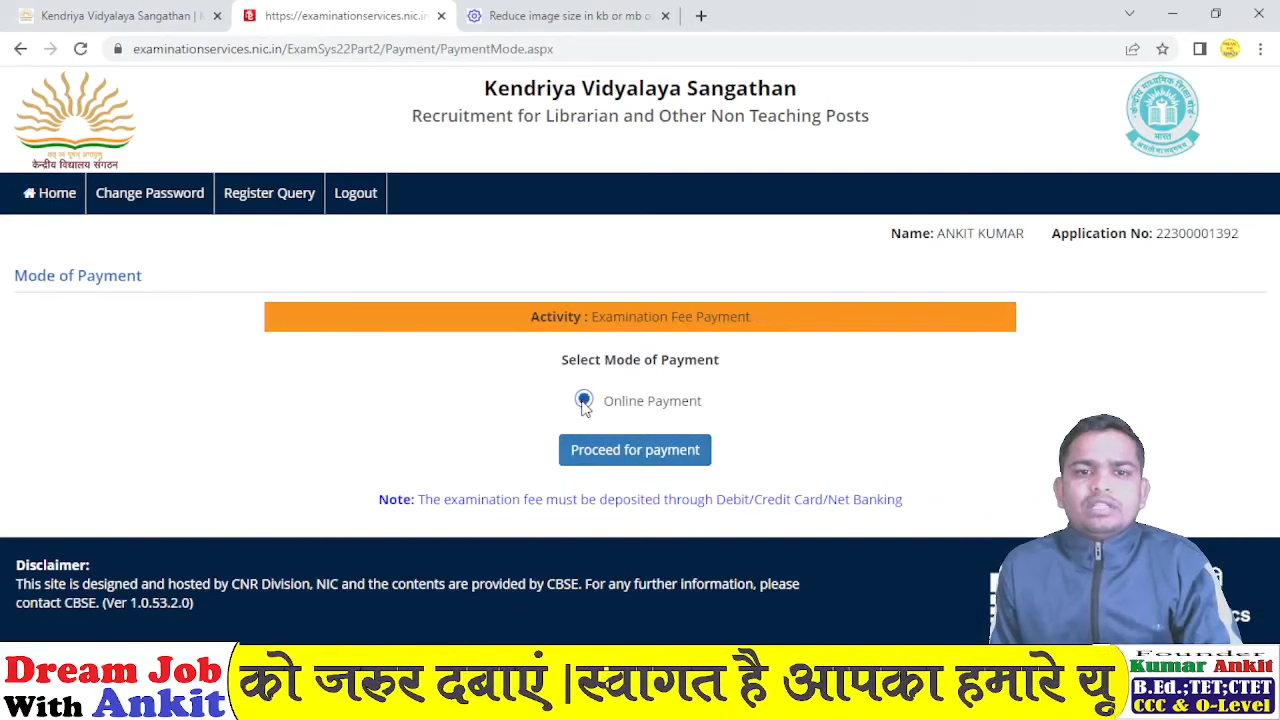 Kendriya Vidyalaya Sangathan |
https://examinationservices.nic.in
Reduce image size in kb or mb o
examinationservices.nic.in/ExamSys22Part2/Payment/PaymentMode.aspx
Kendriya Vidyalaya Sangathan
Recruitment for Librarian and Other Non Teaching Posts
केन्द्रीय विद्यालय संगठन
भारत
Home
Change Password
Register Query
Logout
Name: ANKIT KUMAR
Application No: 22300001392
Mode of Payment
Activity : Examination Fee Payment
Select Mode of Payment
Online Payment
Proceed for payment
Note: The examination fee must be deposited through Debit/Credit Card/Net Banking
Disclaimer:
This site is designed and hosted by CNR Division, NIC and the contents are provided by CBSE. For any further information, please
contact CBSE. (Ver 1.0.53.2.0)
Dream Job
With Ankit
को जरुर दबाएं |स्वागत है आपका हमारे यू
Founder
Kumar Ankit
B.Ed.;TET;CTET
CCC & O-Level